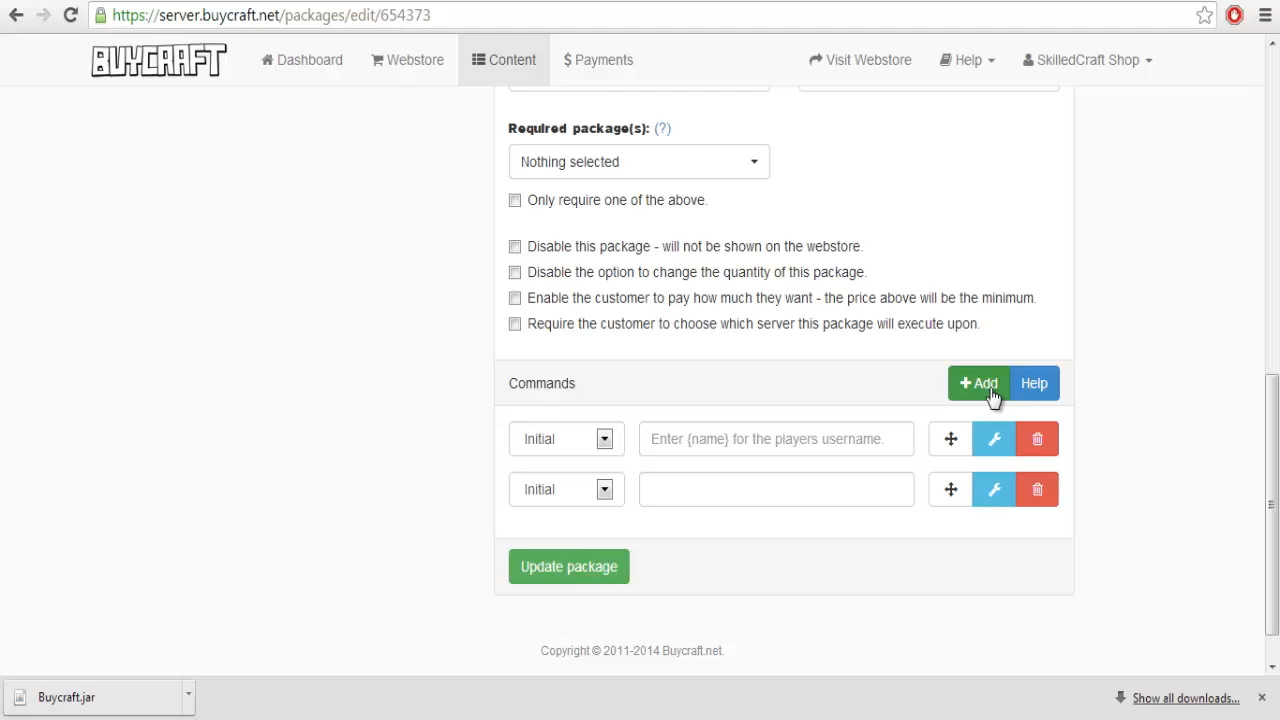 https://server.buycraft.net/packages/edit/654373
BUYCRAFT Dashboard Webstore Content $ Payments Visit Webstore Help SkilledCraft Shop
Required package(s): (?)
Nothing selected
Only require one of the above.
Disable this package - will not be shown on the webstore.
Disable the option to change the quantity of this package.
Enable the customer to pay how much they want - the price above will be the minimum.
Require the customer to choose which server this package will execute upon.
Commands + Add Help
Initial Enter {name} for the players username.
Initial
Update package
Copyright © 2011-2014 Buycraft.net.
Buycraft.jar Show all downloads...